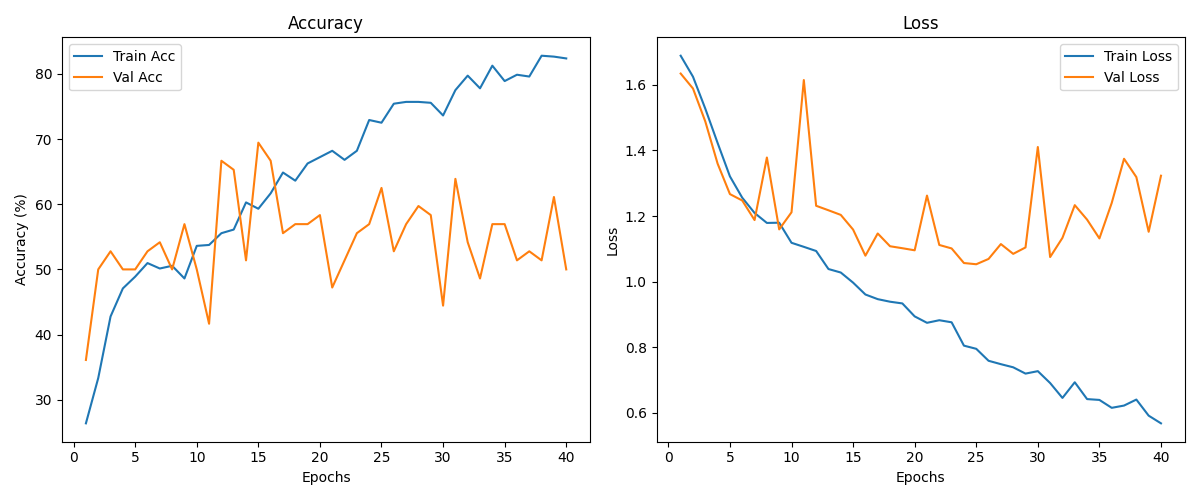 Accuracy
Train Acc
Val Acc
Accuracy (%)
80
70
60
50
40
30
0 5 10 15 20 25 30 35 40
Epochs
Loss
Train Loss
Val Loss
Loss
1.6
1.4
1.2
1.0
0.8
0.6
0 5 10 15 20 25 30 35 40
Epochs